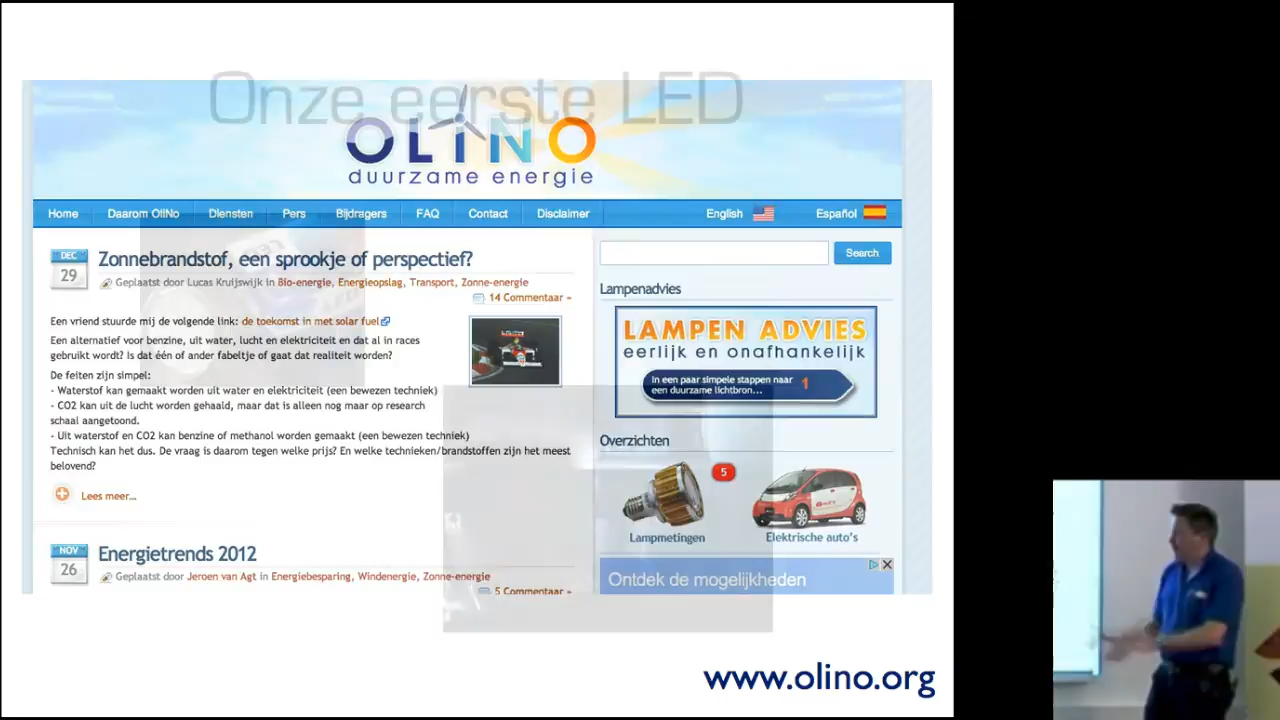 Onze eerste LED
OLINO
duurzame energie
Home Daarom OliNo Diensten Pers Bijdragers FAQ Contact Disclaimer English Español
DEC
29
Zonnebrandstof, een sprookje of perspectief?
Geplaatst door Lucas Kruijswijk in Bio-energie, Energieopslag, Transport, Zonne-energie
14 Commentaar »
Een vriend stuurde mij de volgende link: de toekomst in met solar fuel
Een alternatief voor benzine, uit water, lucht en elektriciteit en dat al in races
gebruikt wordt? Is dat één of ander fabeltje of gaat dat realiteit worden?
De feiten zijn simpel:
- Waterstof kan gemaakt worden uit water en elektriciteit (een bewezen techniek)
- CO2 kan uit de lucht worden gehaald, maar dat is alleen nog maar op research
schaal aangetoond.
- Uit waterstof en CO2 kan benzine of methanol worden gemaakt (een bewezen techniek)
Technisch kan het dus. De vraag is daarom tegen welke prijs? En welke technieken/brandstoffen zijn het meest
belovend?
Lees meer...
NOV
26
Energietrends 2012
Geplaatst door Jeroen van Agt in Energiebesparing, Windenergie, Zonne-energie
5 Commentaar »
Search
Lampenadvies
LAMPEN ADVIES
eerlijk en onafhankelijk
in een paar simpele stappen naar
een duurzame lichtbron...
1
Overzichten
5
Lampmetingen
Elektrische auto's
Ontdek de mogelijkheden
www.olino.org